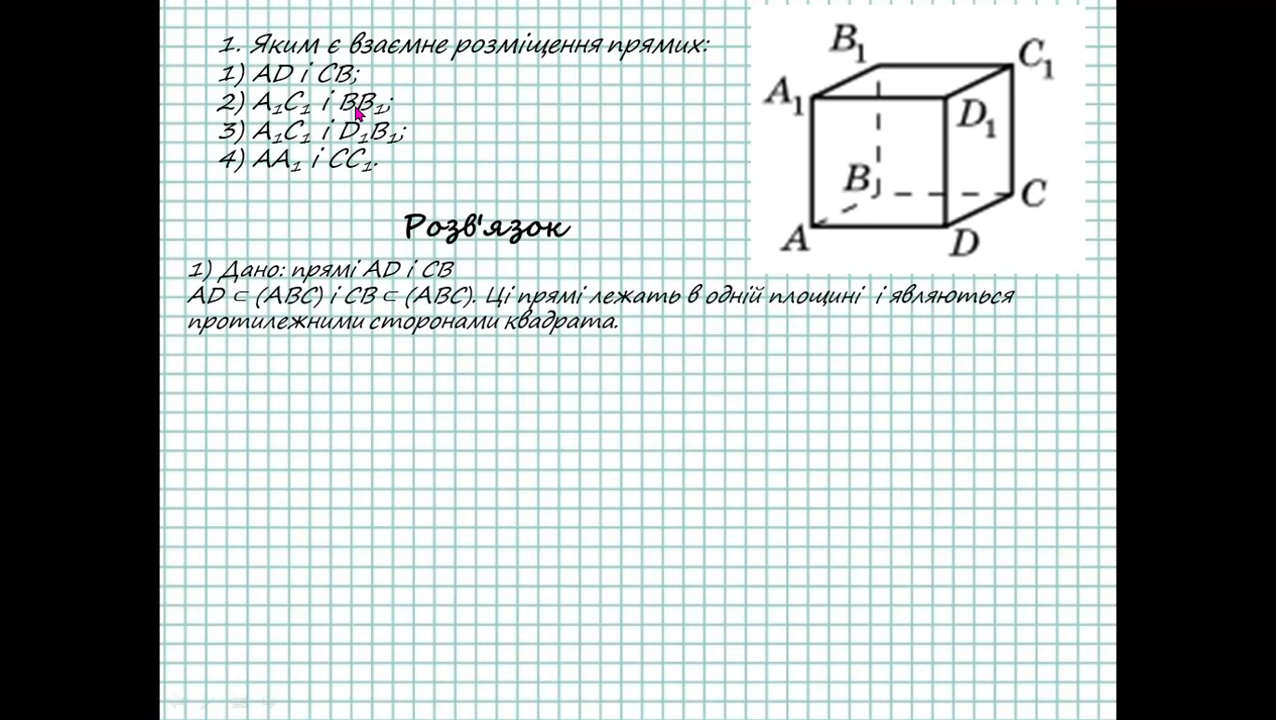 1. Яким є взаємне розміщення прямих:
1) AD і CB;
2) A₁C₁ і BB₁;
3) A₁C₁ і D₁B₁;
4) AA₁ і CC₁.
B₁
C₁
A₁
D₁
B
C
A
D
Розв'язок
1) Дано: прямі AD і CB
AD ⊂ (ABC) і CB ⊂ (ABC). Ці прямі лежать в одній площині і являються
протилежними сторонами квадрата.